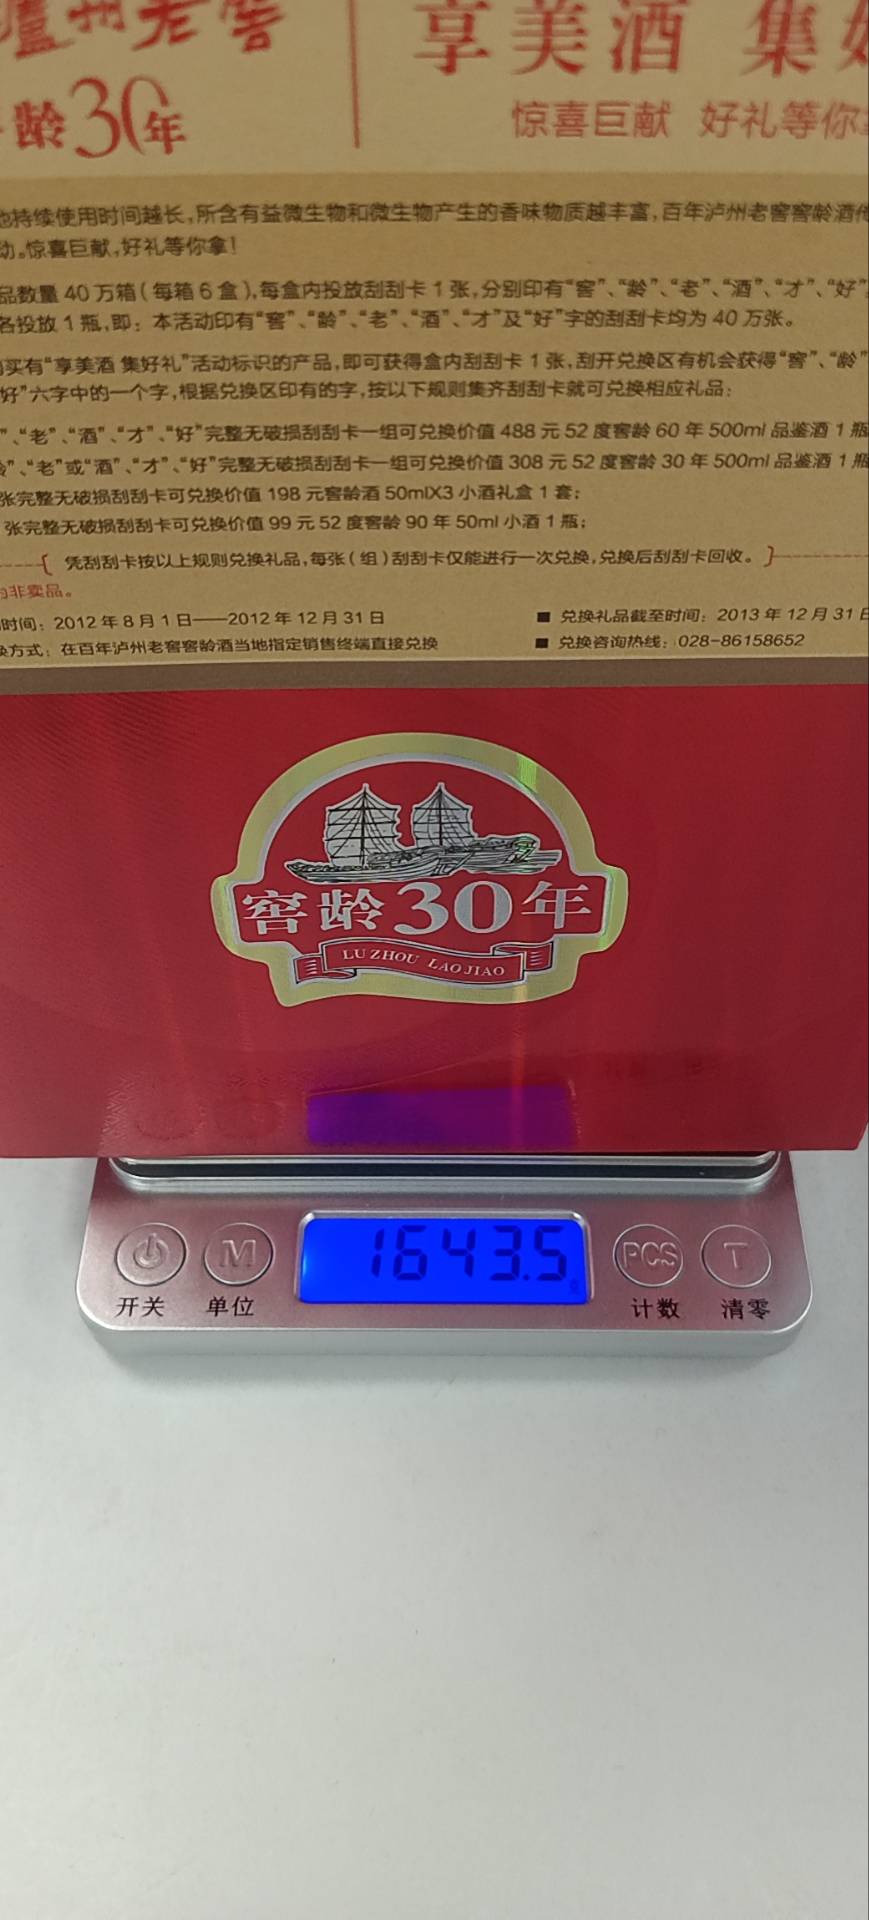 泸州老窖
龄30年
享美酒 集好
惊喜巨献 好礼等你拿
池持续使用时间越长,所含有益微生物和微生物产生的香味物质越丰富,百年泸州老窖窖龄酒
动。惊喜巨献,好礼等你拿!
品数量 40 万箱(每箱 6 盒),每盒内投放刮刮卡 1 张,分别印有“窖”、“龄”、“老”、“酒”、“才”、“好”
各投放 1 瓶,即:本活动印有“窖”、“龄”、“老”、“酒”、“才”及“好”字的刮刮卡均为 40 万张。
购买有“享美酒 集好礼”活动标识的产品,即可获得盒内刮刮卡 1 张,刮开兑换区有机会获得“窖”、“龄”
好”六字中的一个字,根据兑换区印有的字,按以下规则集齐刮刮卡就可兑换相应礼品:
”、“老”、“酒”、“才”、“好”完整无破损刮刮卡一组可兑换价值 488 元 52 度窖龄 60 年 500ml 品鉴酒 1 瓶
”、“老”或“酒”、“才”、“好”完整无破损刮刮卡一组可兑换价值 308 元 52 度窖龄 30 年 500ml 品鉴酒 1 瓶
张完整无破损刮刮卡可兑换价值 198 元窖龄酒 50mlX3 小酒礼盒 1 套;
张完整无破损刮刮卡可兑换价值 99 元 52 度窖龄 90 年 50ml 小酒 1 瓶;
凭刮刮卡按以上规则兑换礼品,每张(组)刮刮卡仅能进行一次兑换,兑换后刮刮卡回收。
为非卖品。
时间:2012 年 8 月 1 日——2012 年 12 月 31 日
■ 兑换礼品截至时间:2013 年 12 月 31 日
换方式:在百年泸州老窖窖龄酒当地指定销售终端直接兑换
■ 兑换咨询热线:028-86158652
窖龄30年
LU ZHOU LAO JIAO
1643.5
M
PCS
T
开关
单位
计数
清零